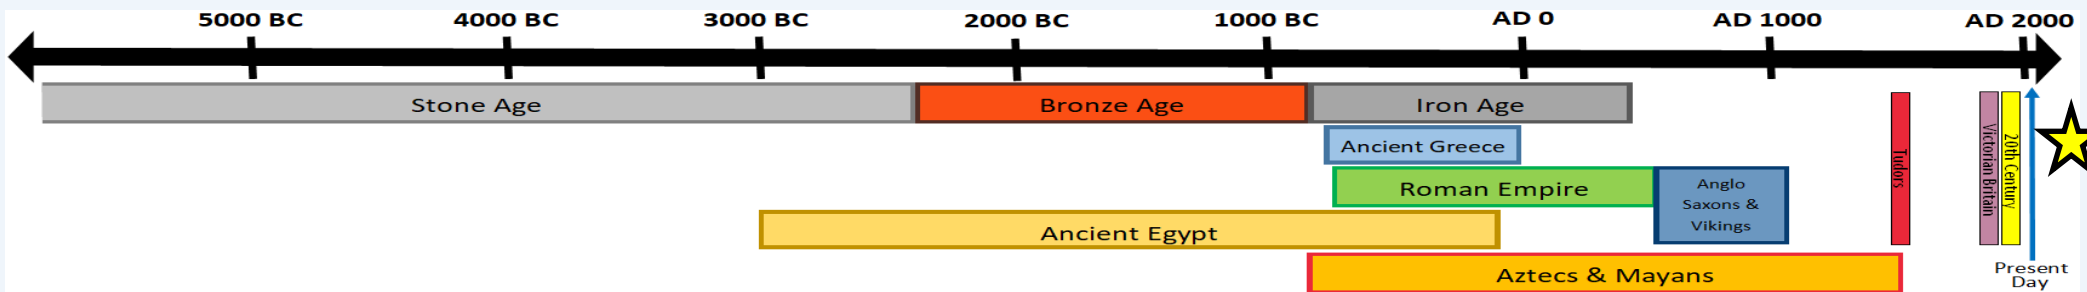 5000 BC 4000 BC 3000 BC 2000 BC 1000 BC AD 0 AD 1000 AD 2000
Stone Age Bronze Age Iron Age
Ancient Greece
Roman Empire
Anglo
Saxons &
Vikings
Ancient Egypt
Aztecs & Mayans
Tudors
Victorian Britain
20th Century
Present
Day